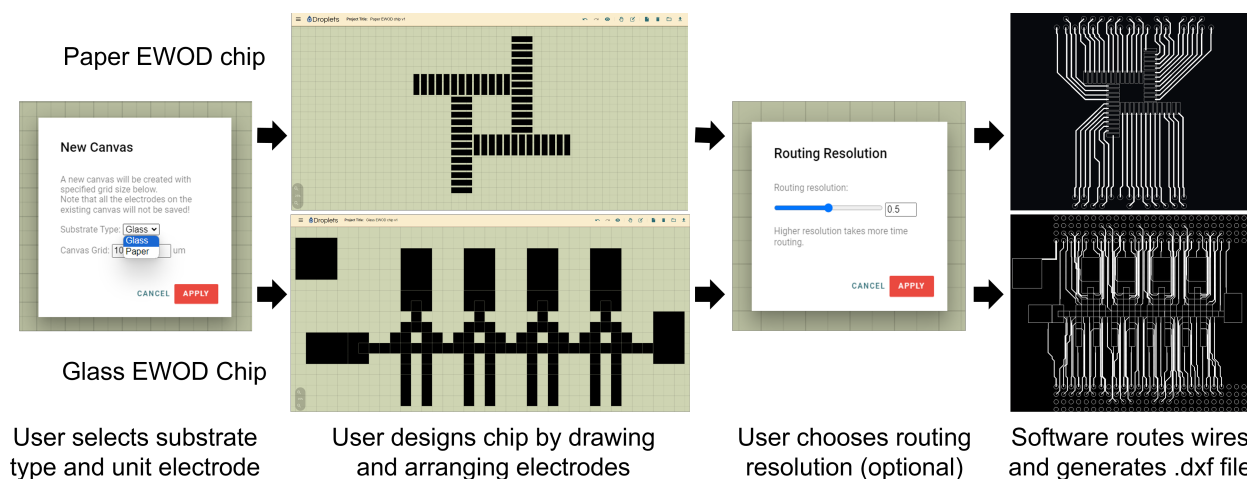 Paper EWOD chip
New Canvas
A new canvas will be created with
specified grid size below.
Note that all the electrodes on the
existing canvas will not be saved!
Substrate Type: Glass
Glass
Paper
Canvas Grid: 10 um
CANCEL APPLY
Glass EWOD Chip
User selects substrate
type and unit electrode
Droplets Project Title: Paper EWOD chip v1
Droplets Project Title: Glass EWOD chip v1
User designs chip by drawing
and arranging electrodes
Routing Resolution
Routing resolution:
0.5
Higher resolution takes more time
routing.
CANCEL APPLY
User chooses routing
resolution (optional)
Software routes wires
and generates .dxf file